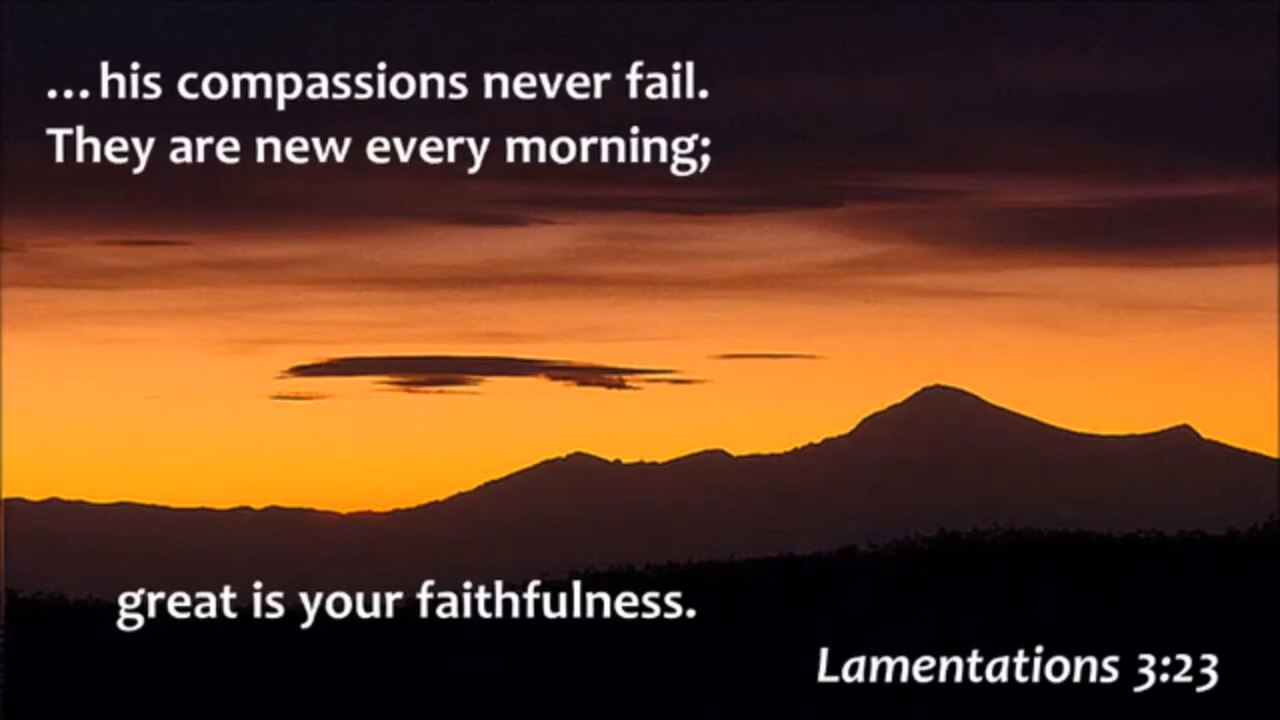 ...his compassions never fail.
They are new every morning;
great is your faithfulness.
Lamentations 3:23